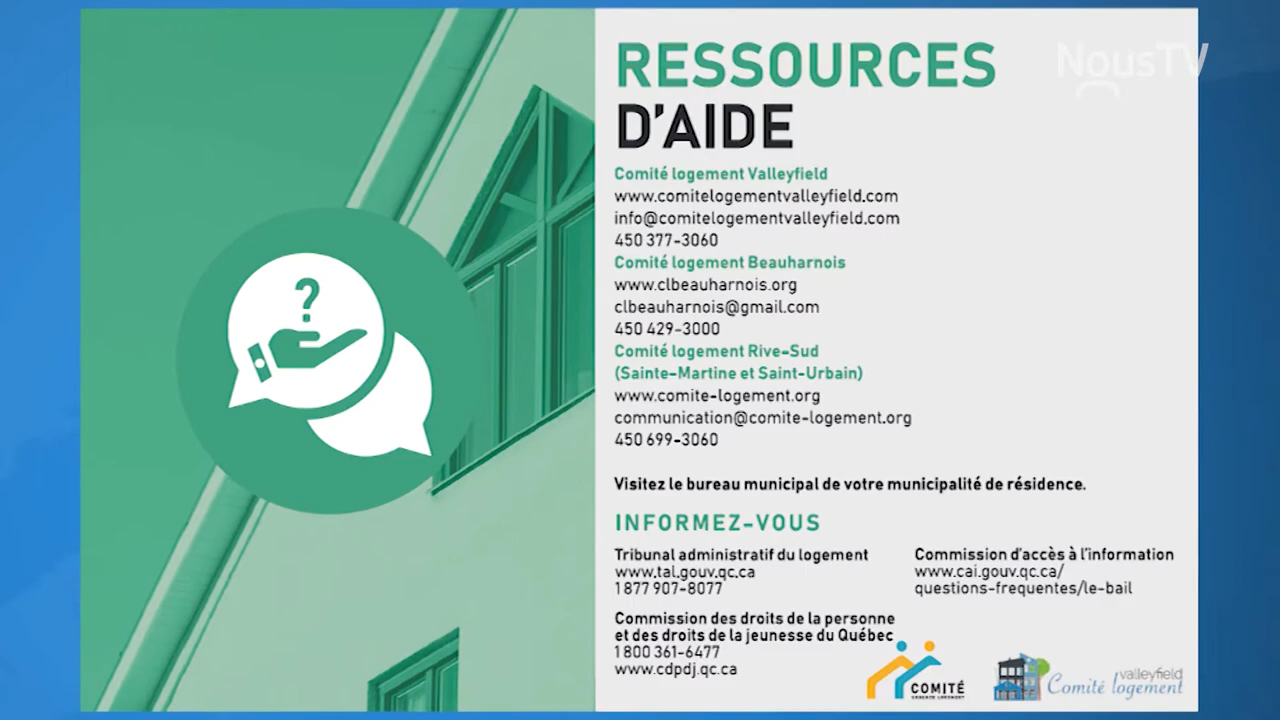 NousTV
RESSOURCES
D'AIDE
Comité logement Valleyfield
www.comitelogementvalleyfield.com
info@comitelogementvalleyfield.com
450 377-3060
Comité logement Beauharnois
www.clbeauharnois.org
clbeauharnois@gmail.com
450 429-3000
Comité logement Rive-Sud
(Sainte-Martine et Saint-Urbain)
www.comite-logement.org
communication@comite-logement.org
450 699-3060
Visitez le bureau municipal de votre municipalité de résidence.
INFORMEZ-VOUS
Tribunal administratif du logement
www.tal.gouv.qc.ca
1 877 907-8077
Commission d'accès à l'information
www.cai.gouv.qc.ca/
questions-frequentes/le-bail
Commission des droits de la personne
et des droits de la jeunesse du Québec
1 800 361-6477
www.cdpdj.qc.ca
?
COMITÉ
URGENCE LOGEMENT
valleyfield
Comité logement